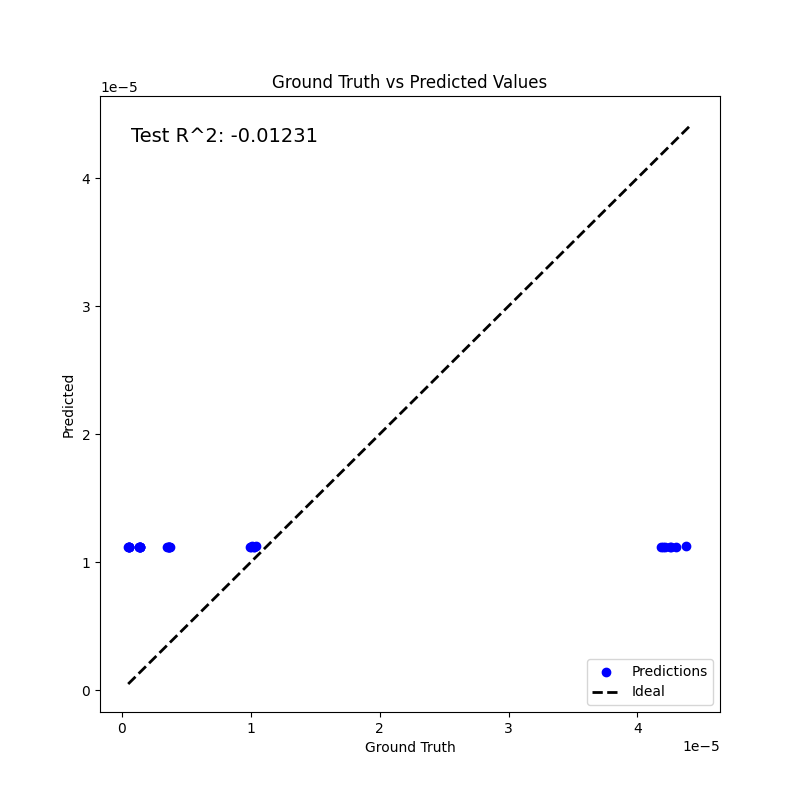 Ground Truth vs Predicted Values
1e−5
Test R^2: -0.01231
4
3
2
1
0
Predicted
Predictions
Ideal
0 1 2 3 4
Ground Truth
1e−5